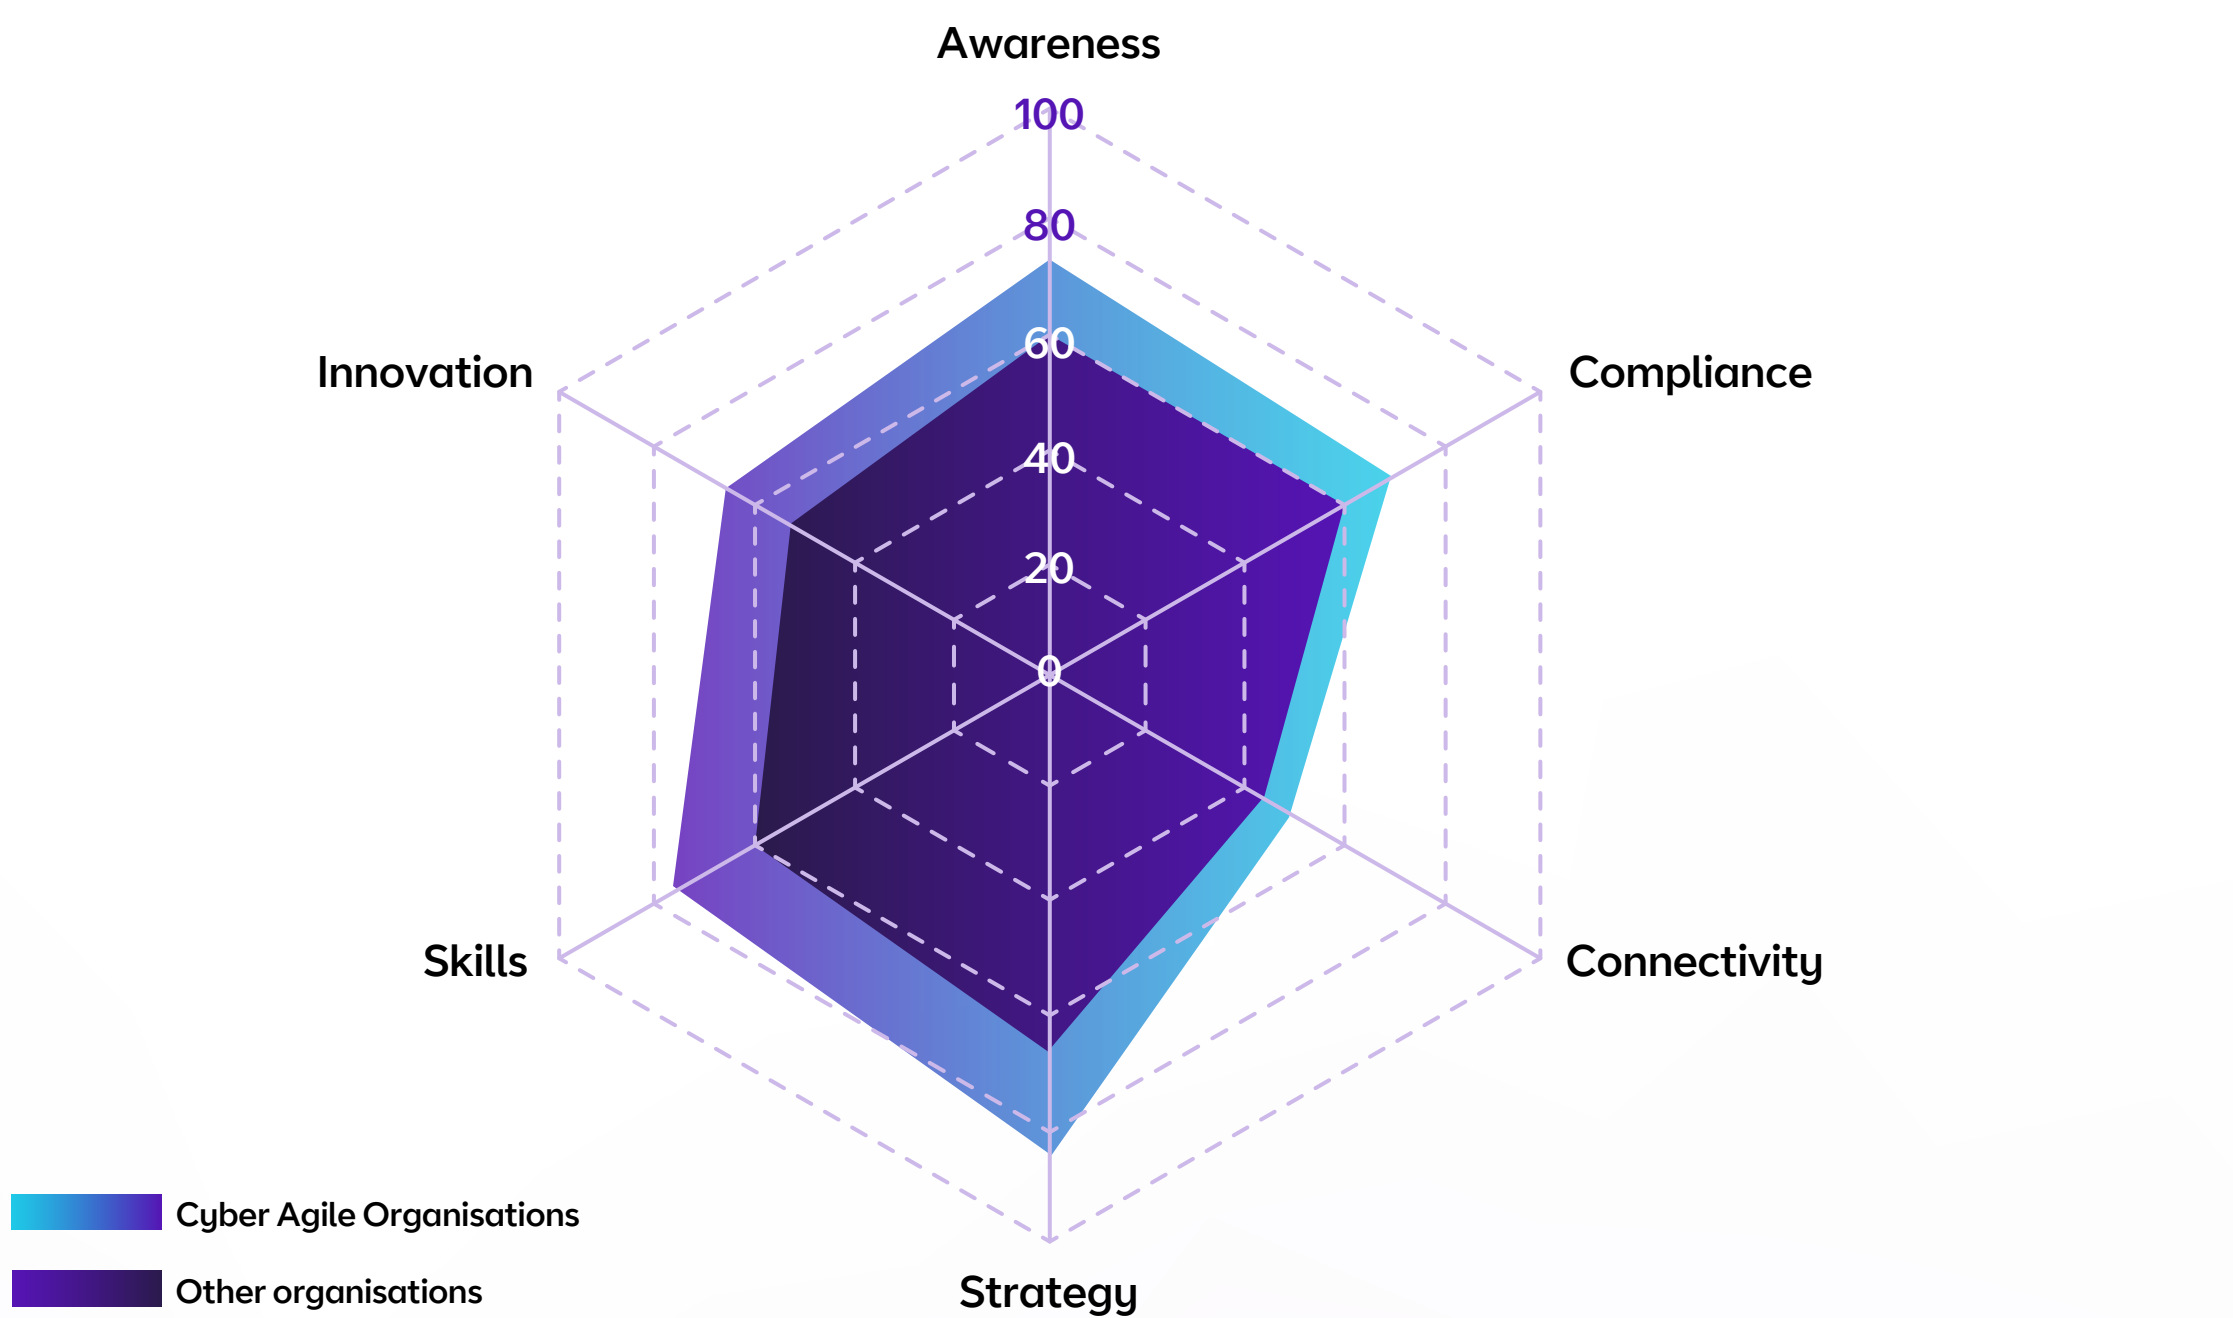 Awareness
100
80
60
Innovation
Compliance
40
20
0
Skills
Connectivity
Cyber Agile Organisations
Other organisations
Strategy